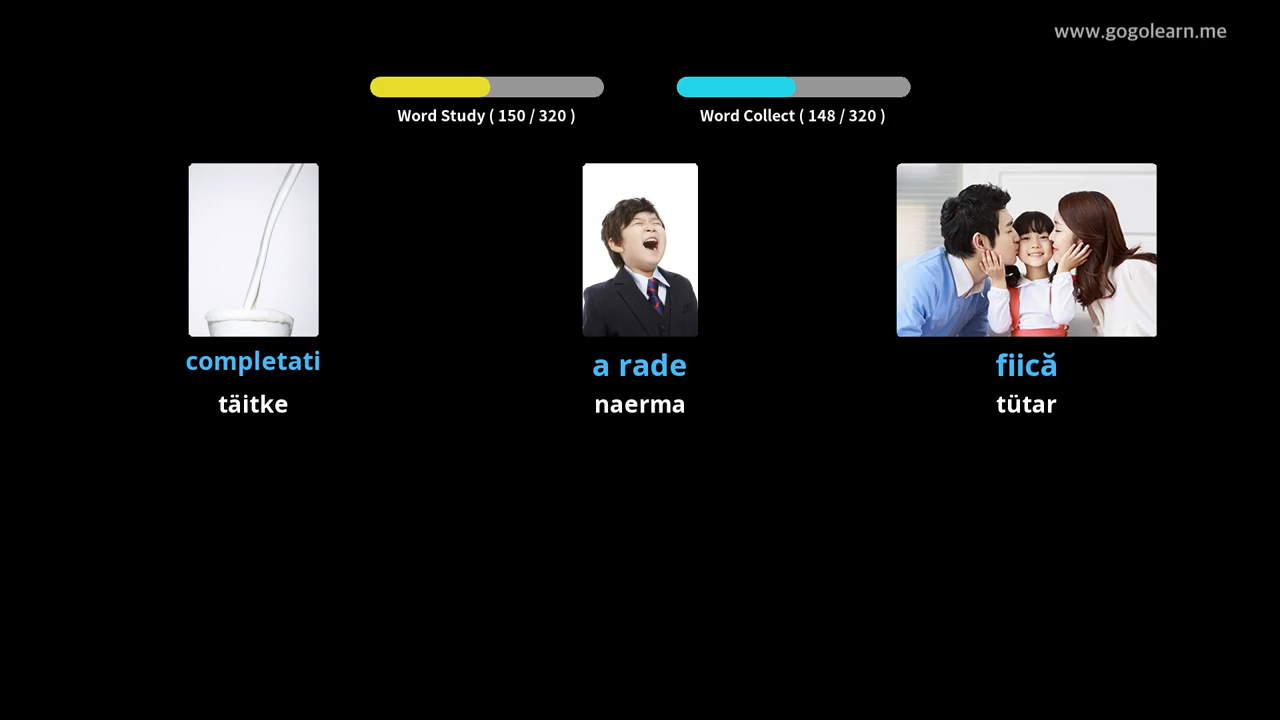 www.gogolearn.me
Word Study ( 150 / 320 )
Word Collect ( 148 / 320 )
completati
a rade
fiică
täitke
naerma
tütar